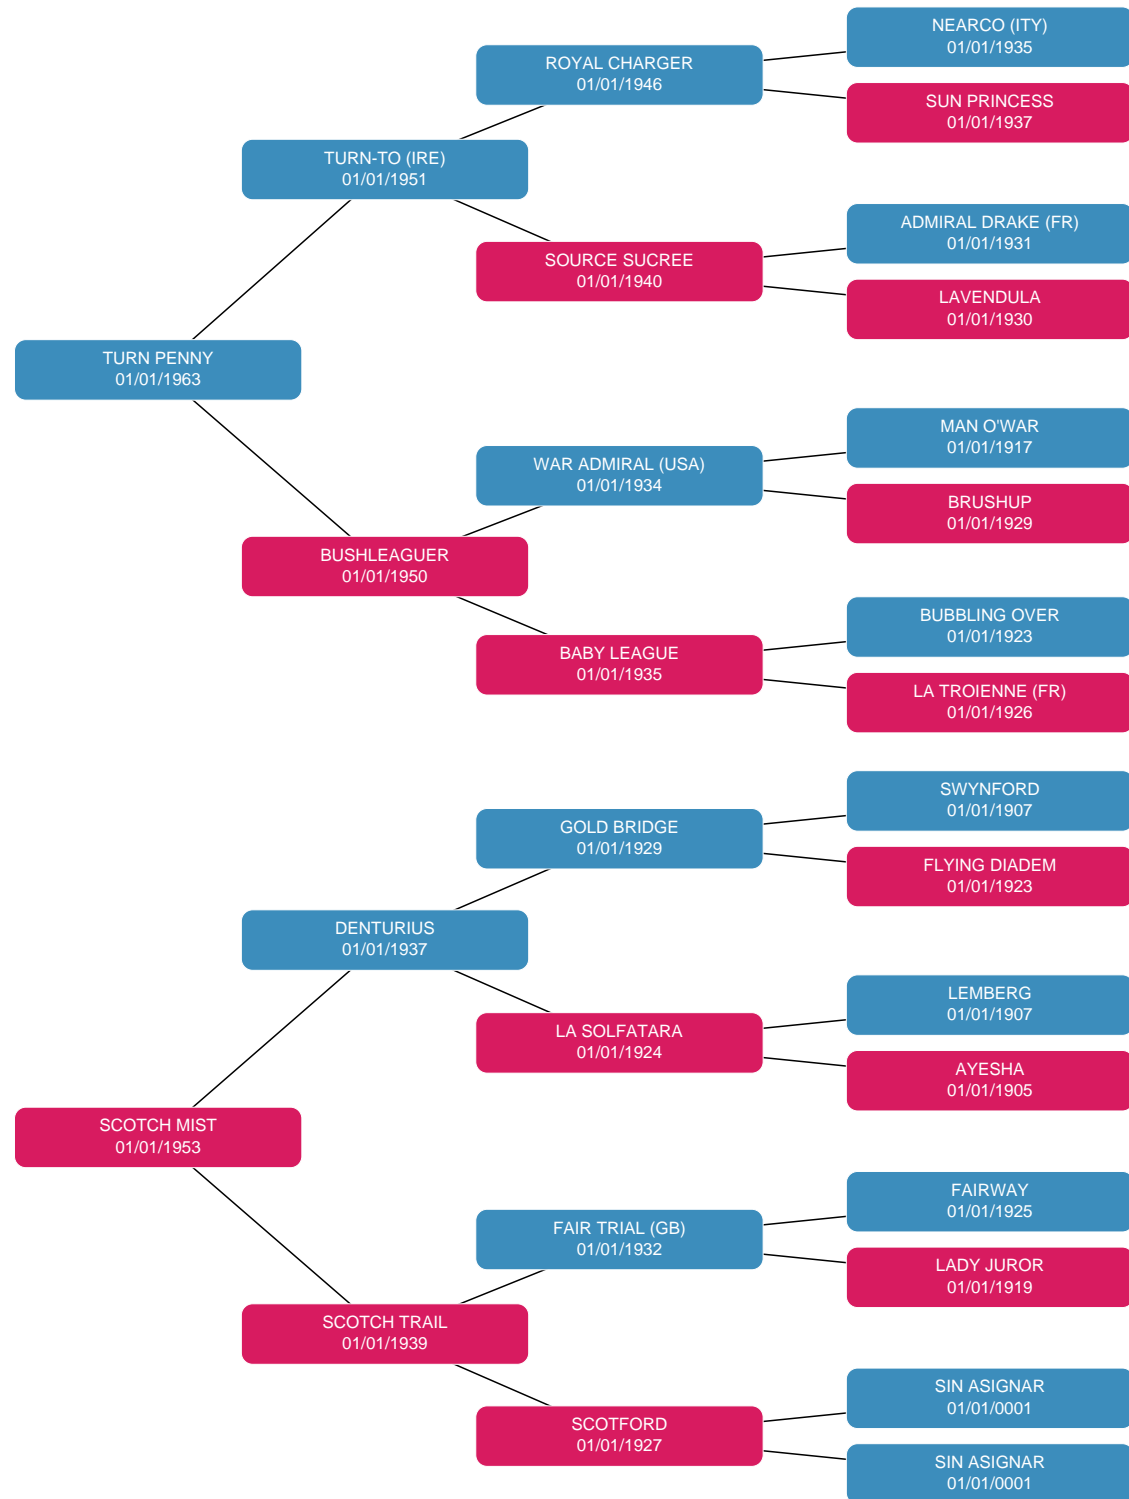 NEARCO (ITY)
01/01/1935
ROYAL CHARGER
01/01/1946
SUN PRINCESS
01/01/1937
TURN-TO (IRE)
01/01/1951
ADMIRAL DRAKE (FR)
01/01/1931
SOURCE SUCREE
01/01/1940
LAVENDULA
01/01/1930
TURN PENNY
01/01/1963
MAN O'WAR
01/01/1917
WAR ADMIRAL (USA)
01/01/1934
BRUSHUP
01/01/1929
BUSHLEAGUER
01/01/1950
BUBBLING OVER
01/01/1923
BABY LEAGUE
01/01/1935
LA TROIENNE (FR)
01/01/1926
SWYNFORD
01/01/1907
GOLD BRIDGE
01/01/1929
FLYING DIADEM
01/01/1923
DENTURIUS
01/01/1937
LEMBERG
01/01/1907
LA SOLFATARA
01/01/1924
AYESHA
01/01/1905
SCOTCH MIST
01/01/1953
FAIRWAY
01/01/1925
FAIR TRIAL (GB)
01/01/1932
LADY JUROR
01/01/1919
SCOTCH TRAIL
01/01/1939
SIN ASIGNAR
01/01/0001
SCOTFORD
01/01/1927
SIN ASIGNAR
01/01/0001